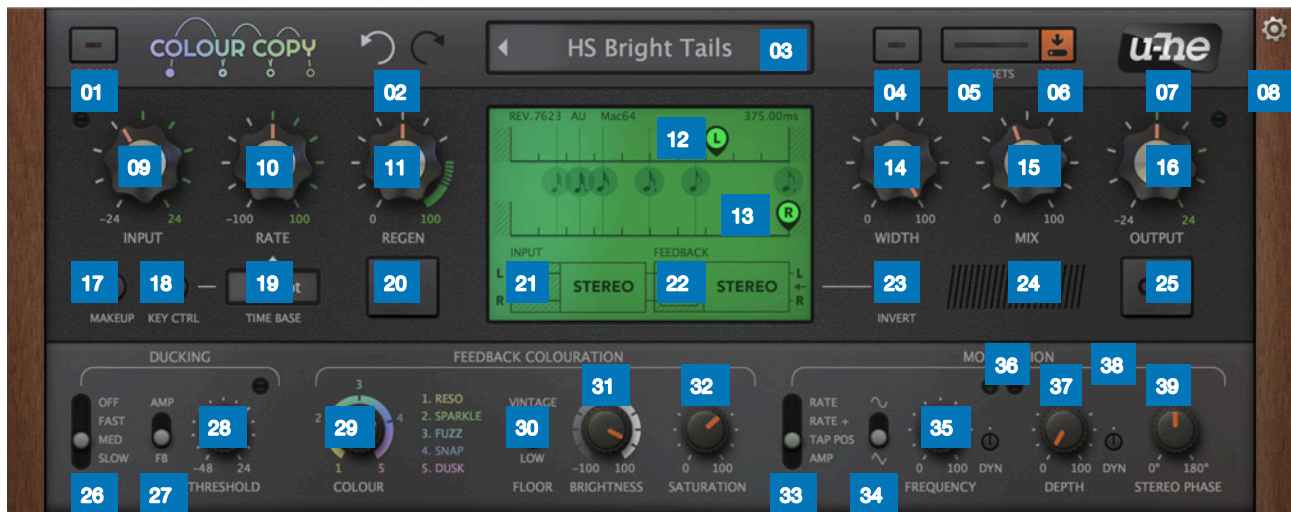 COLOUR COPY
HS Bright Tails
03
u-he
01
02
04
05
06
07
08
REV.7623 AU Mac64 375.00ms
12
L
09
10
11
13
R
14
15
16
-24 24
-100 100
0 100
0 100
0 100
-24 24
INPUT
RATE
REGEN
WIDTH
MIX
OUTPUT
INPUT
FEEDBACK
17
18
19
20
L
R
21
STEREO
22
STEREO
L
R
23
24
25
MAKEUP
KEY CTRL
TIME BASE
INVERT
DUCKING
FEEDBACK COLOURATION
OFF
FAST
MED
SLOW
AMP
FB
28
-48 24
THRESHOLD
26
27
1 2 3 4 5
29
COLOUR
1. RESO
2. SPARKLE
3. FUZZ
4. SNAP
5. DUSK
VINTAGE
30
LOW
FLOOR
31
-100 100
BRIGHTNESS
32
0 100
SATURATION
36
38
RATE
RATE +
TAP POS
AMP
33
34
35
0 100
FREQUENCY
DYN
37
0 100
DEPTH
DYN
39
0° 180°
STEREO PHASE